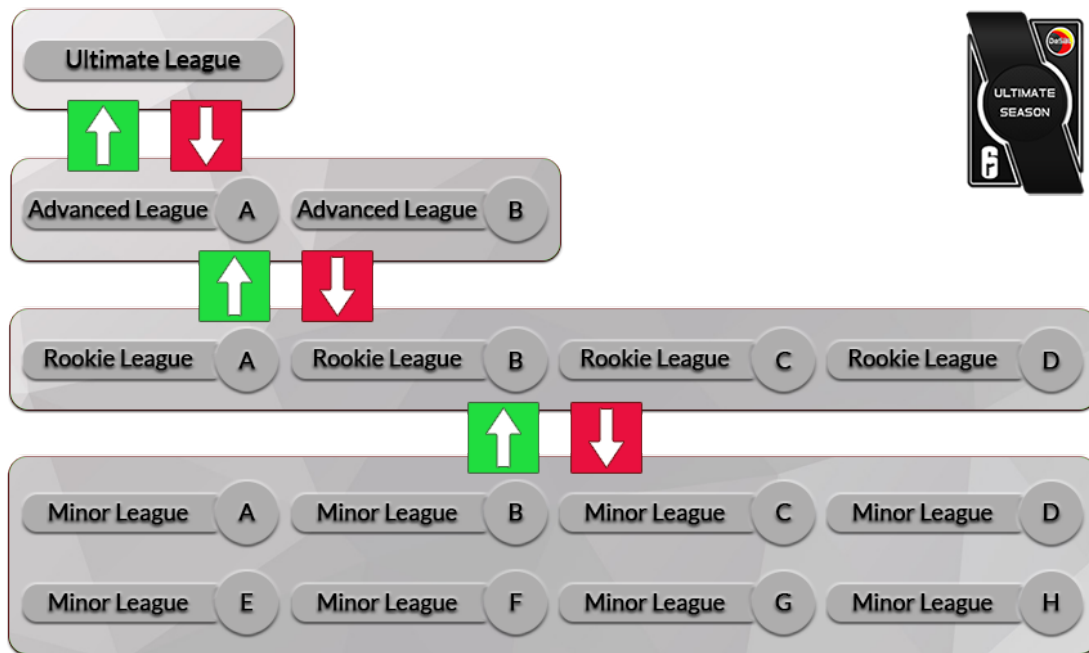 Ultimate League
ULTIMATE
SEASON
Advanced League A Advanced League B
Rookie League A Rookie League B Rookie League C Rookie League D
Minor League A Minor League B Minor League C Minor League D
Minor League E Minor League F Minor League G Minor League H